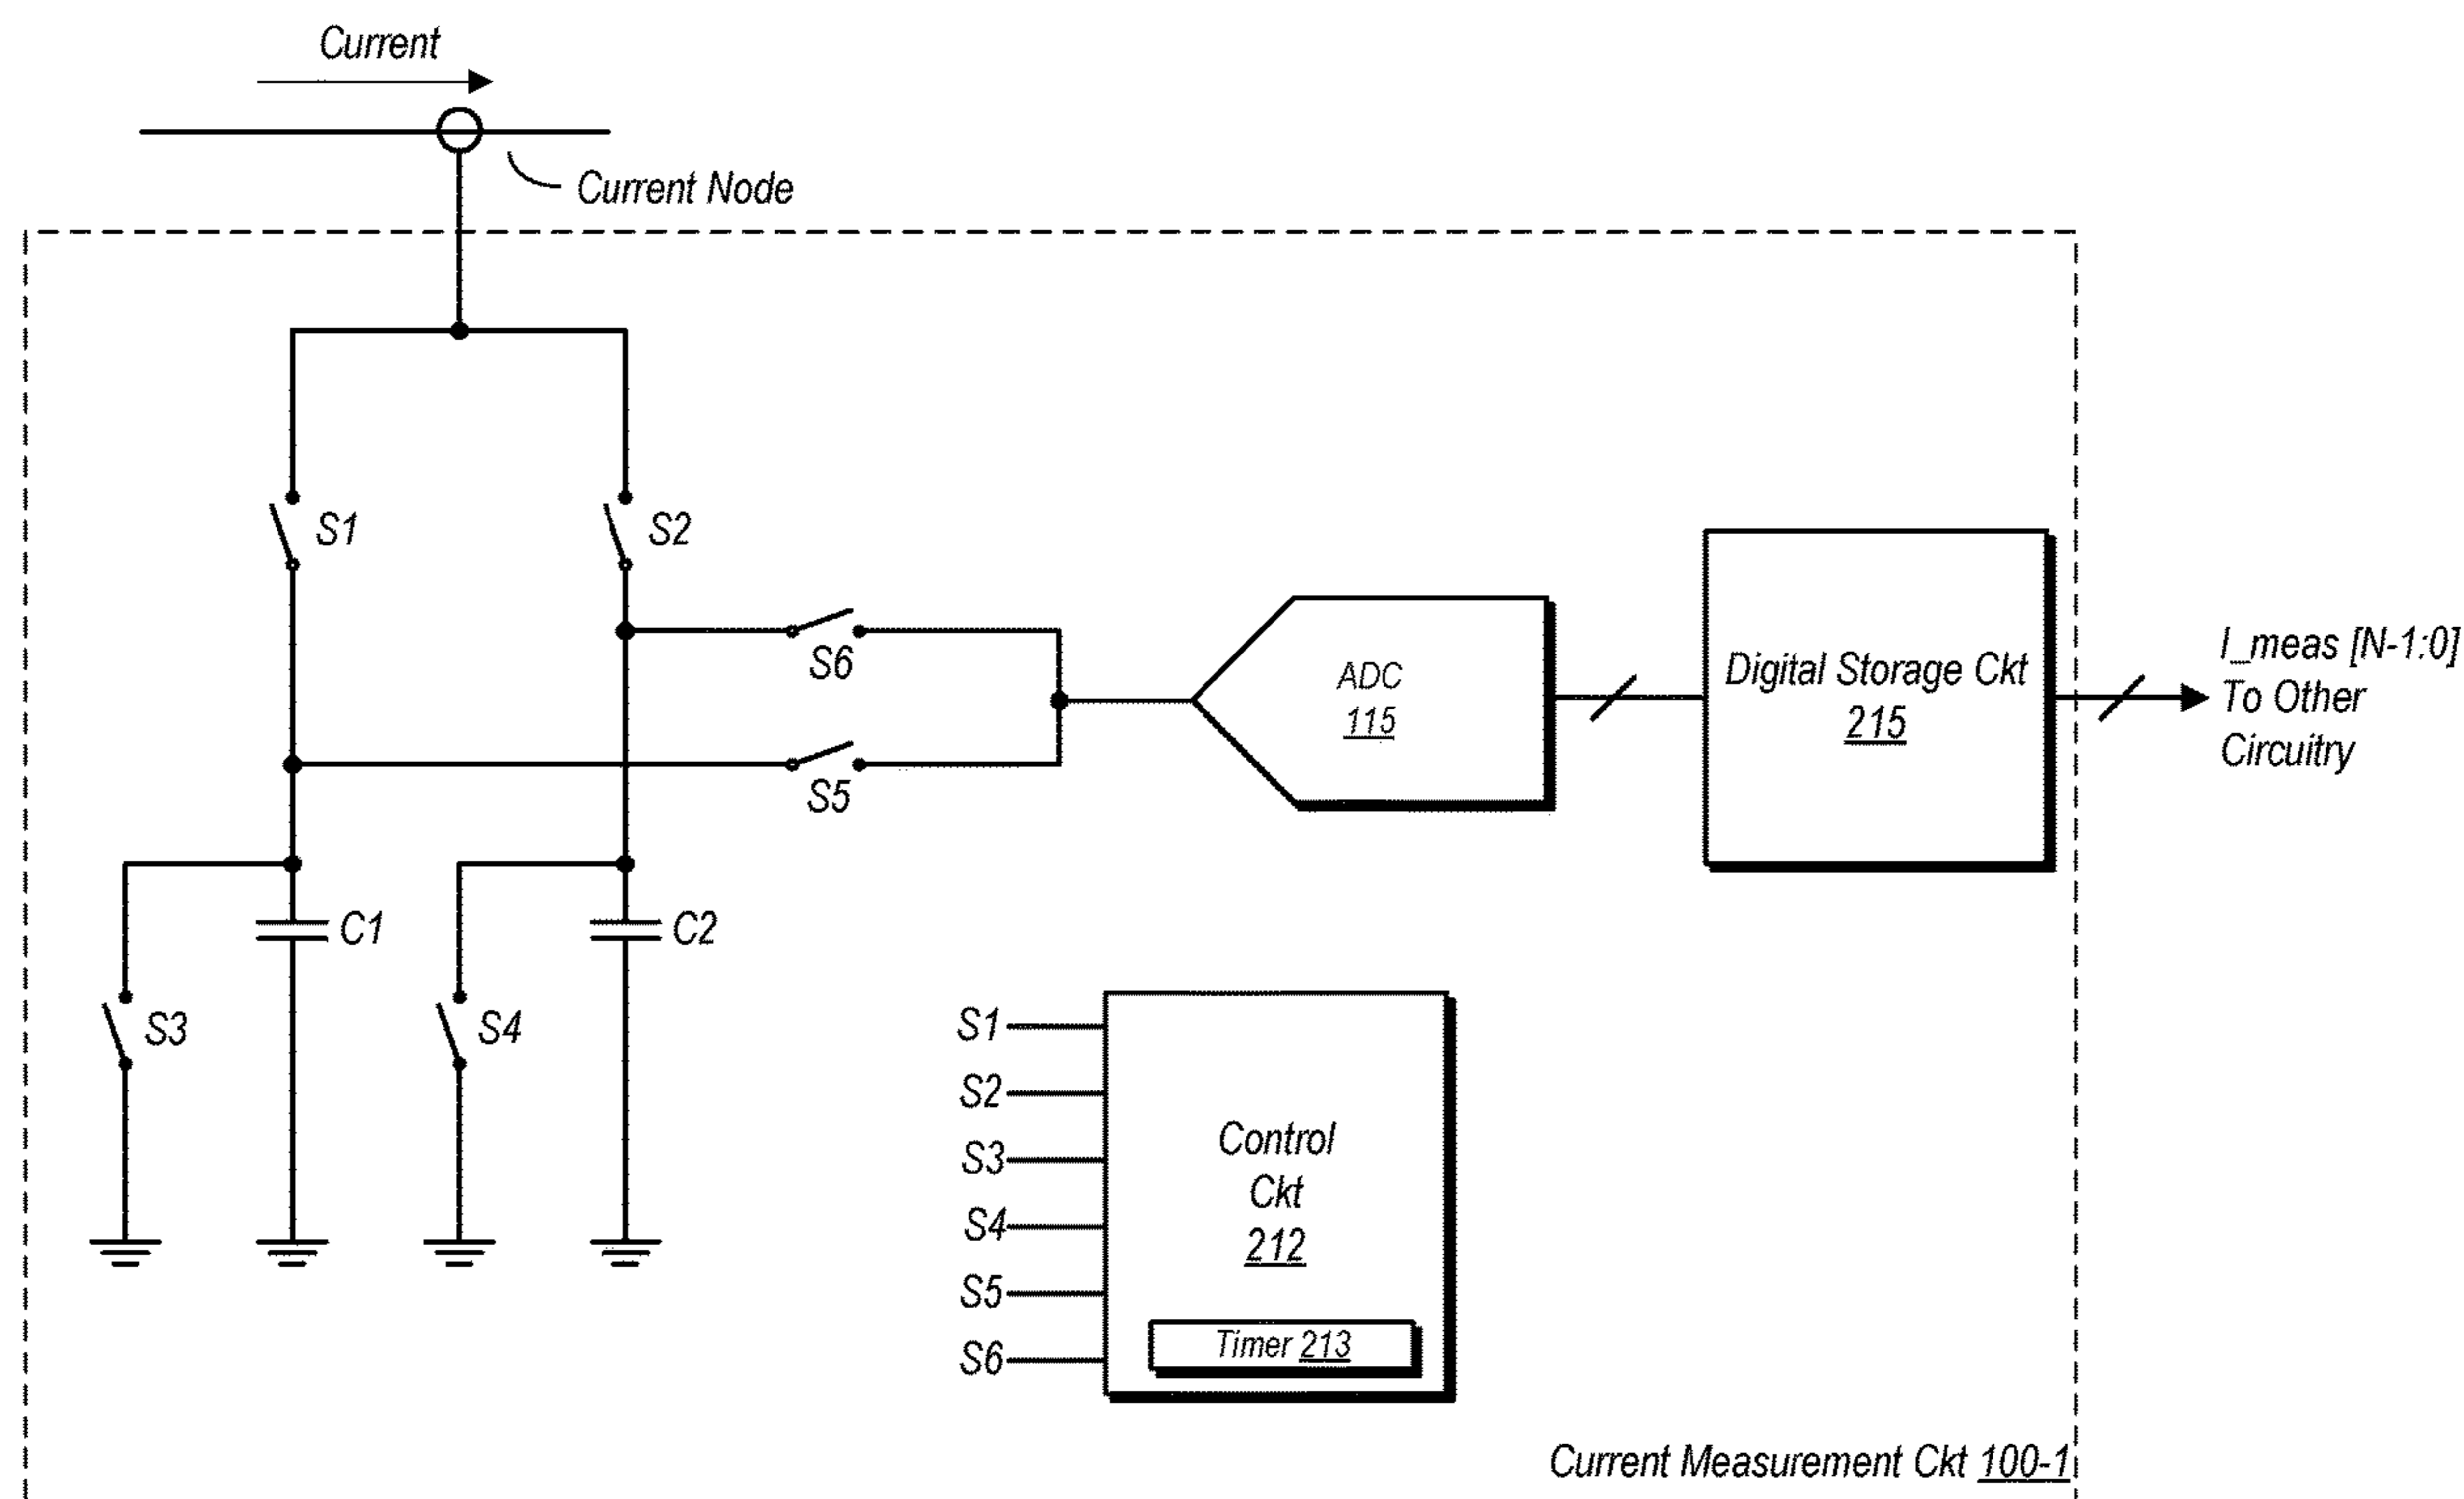 Current
Current Node
S1
S2
S6
S5
ADC
115
Digital Storage Ckt
215
I_meas [N-1:0]
To Other
Circuitry
C1
C2
S3
S4
S1
S2
S3
S4
S5
S6
Control
Ckt
212
Timer 213
Current Measurement Ckt 100-1